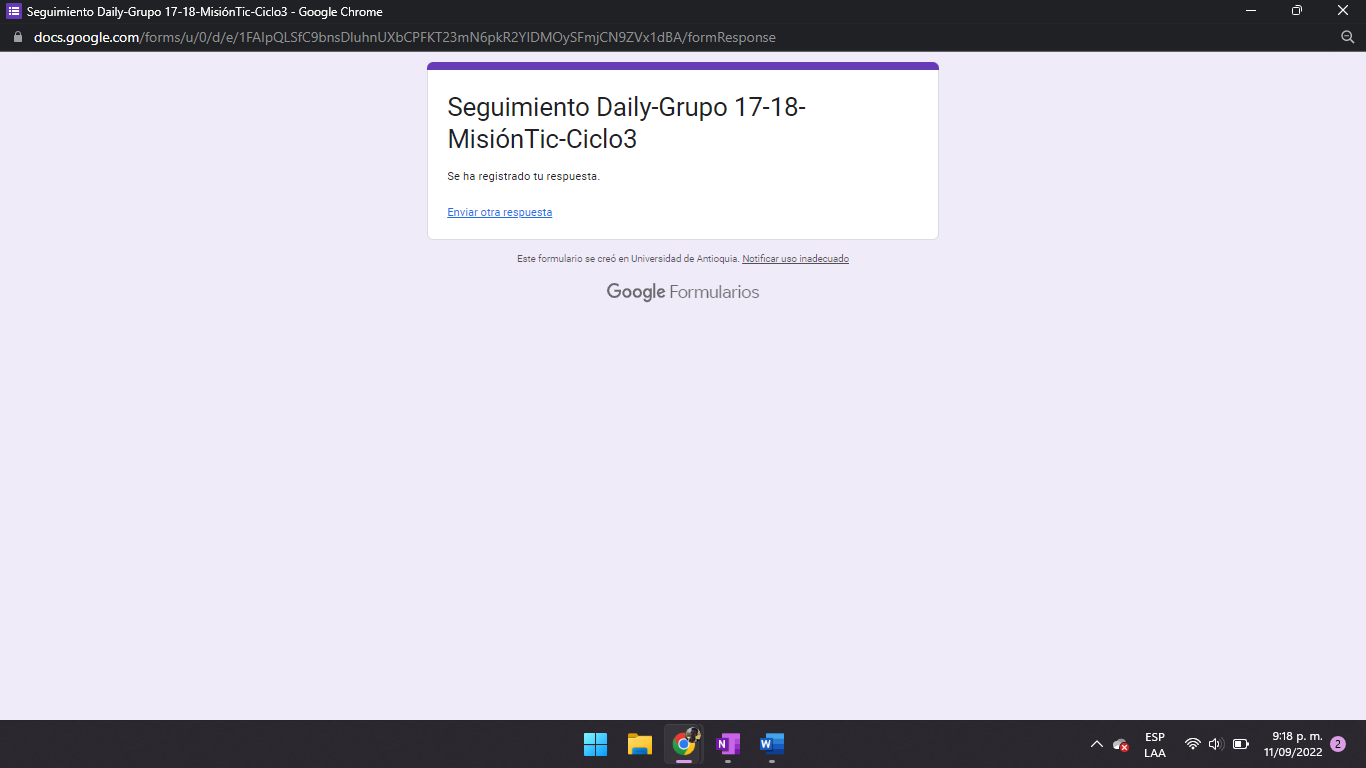 Seguimiento Daily-Grupo 17-18-MisiónTic-Ciclo3 - Google Chrome
docs.google.com/forms/u/0/d/e/1FAIpQLSfC9bnsDluhnUXbCPFKT23mN6pkR2YlDMOySFmjCN9ZVx1dBA/formResponse
Seguimiento Daily-Grupo 17-18-
MisiónTic-Ciclo3
Se ha registrado tu respuesta.
Enviar otra respuesta
Este formulario se creó en Universidad de Antioquia. Notificar uso inadecuado
Google Formularios
N
W
ESP
LAA
9:18 p. m.
11/09/2022
2